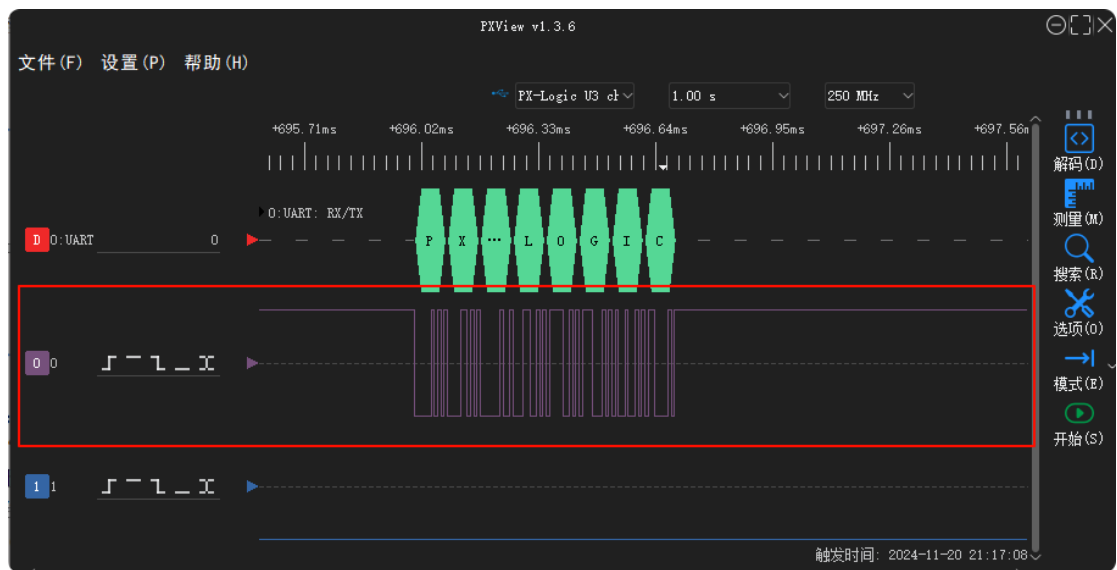 PXView v1.3.6
文件(F) 设置(P) 帮助(H)
PX-Logic U3 ch 1.00 s 250 MHz
+695.71ms +696.02ms +696.33ms +696.64ms +696.95ms +697.26ms +697.56m
解码(D)
0:UART: RX/TX
测量(M)
D 0:UART 0 P X … L O G I C
搜索(R)
选项(O)
0 0
模式(E)
开始(S)
1 1
触发时间: 2024-11-20 21:17:08